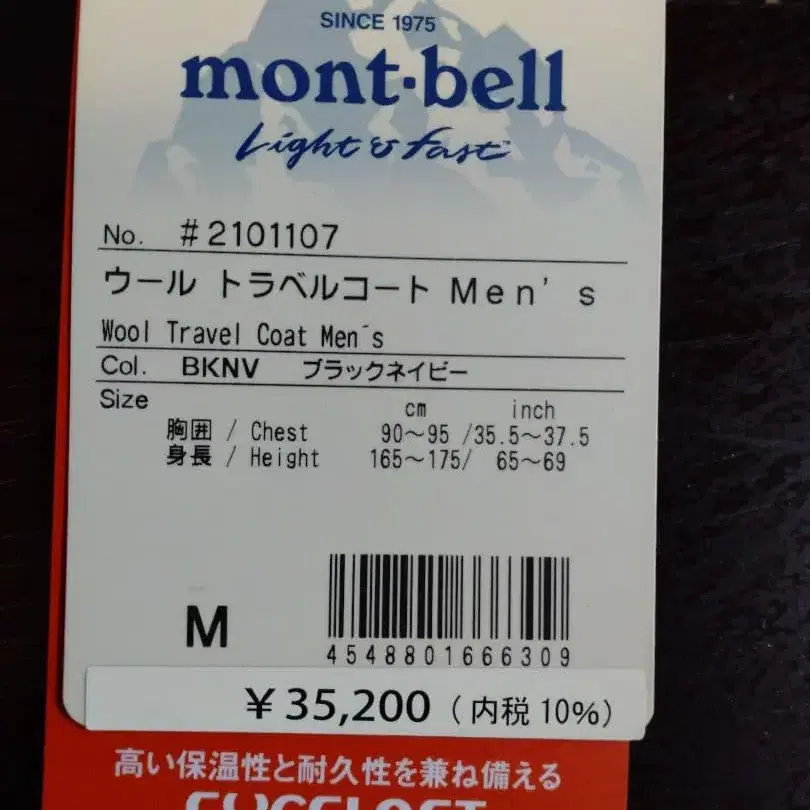 SINCE 1975
mont-bell
Light & Fast
No. #2101107
ウール トラベルコート Men's
Wool Travel Coat Men´s
Col. BKNV ブラックネイビー
Size
cm inch
胸囲 / Chest 90～95 /35.5～37.5
身長 / Height 165～175/ 65～69
M
4548801666309
¥35,200 (内税10%)
高い保温性と耐久性を兼ね備える